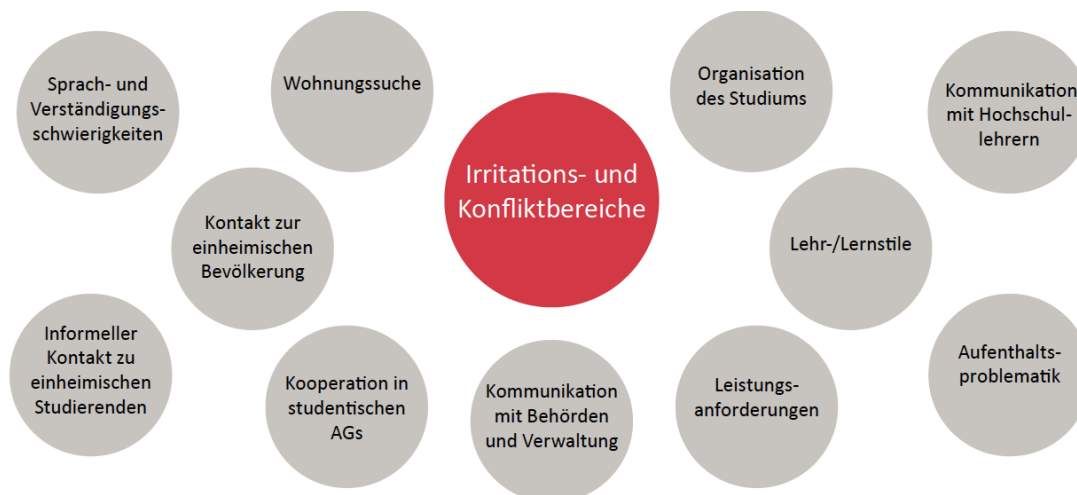 Sprach- und
Verständigungs-
schwierigkeiten
Wohnungssuche
Organisation
des Studiums
Kommunikation
mit Hochschul-
lehrern
Irritations- und
Konfliktbereiche
Kontakt zur
einheimischen
Bevölkerung
Lehr-/Lernstile
Informeller
Kontakt zu
einheimischen
Studierenden
Kooperation in
studentischen
AGs
Kommunikation
mit Behörden
und Verwaltung
Leistungs-
anforderungen
Aufenthalts-
problematik